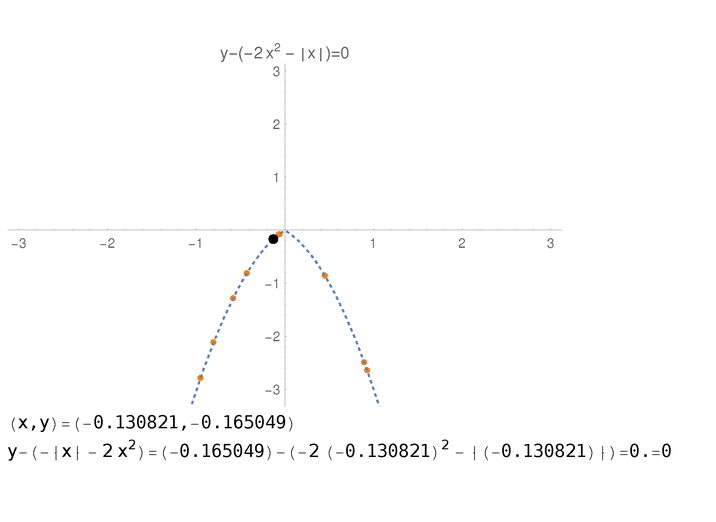 y−(−2 x² − |x|)=0
3
2
1
−3 −2 −1 1 2 3
−1
−2
−3
(x,y)=(−0.130821,−0.165049)
y−(−|x| − 2 x²)=(−0.165049)−(−2 (−0.130821)² − |(−0.130821)|)=0.=0